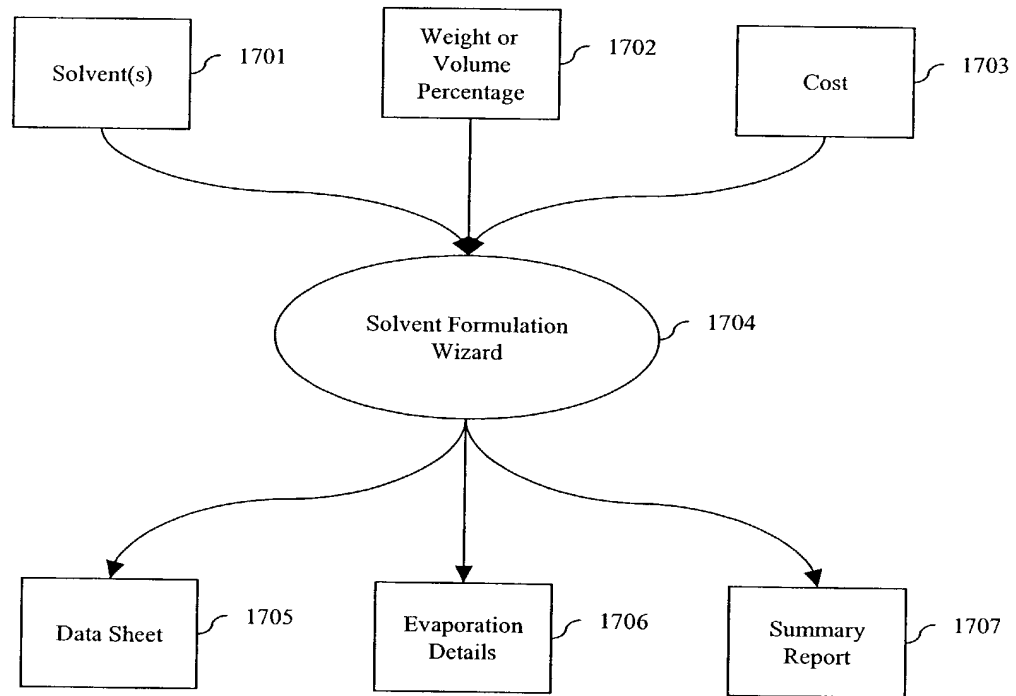 Solvent(s)
1701
Weight or
Volume
Percentage
1702
Cost
1703
Solvent Formulation
Wizard
1704
Data Sheet
1705
Evaporation
Details
1706
Summary
Report
1707